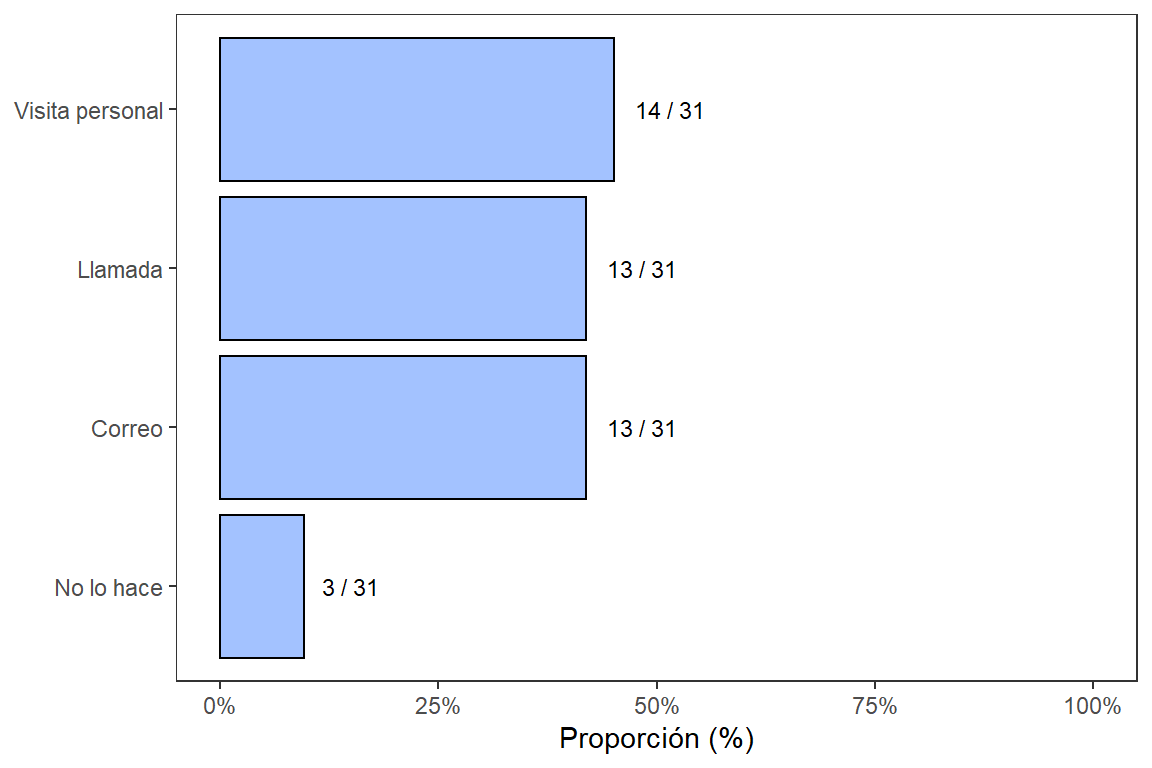 Visita personal
14 / 31
Llamada
13 / 31
Correo
13 / 31
No lo hace
3 / 31
0%
25%
50%
75%
100%
Proporción (%)